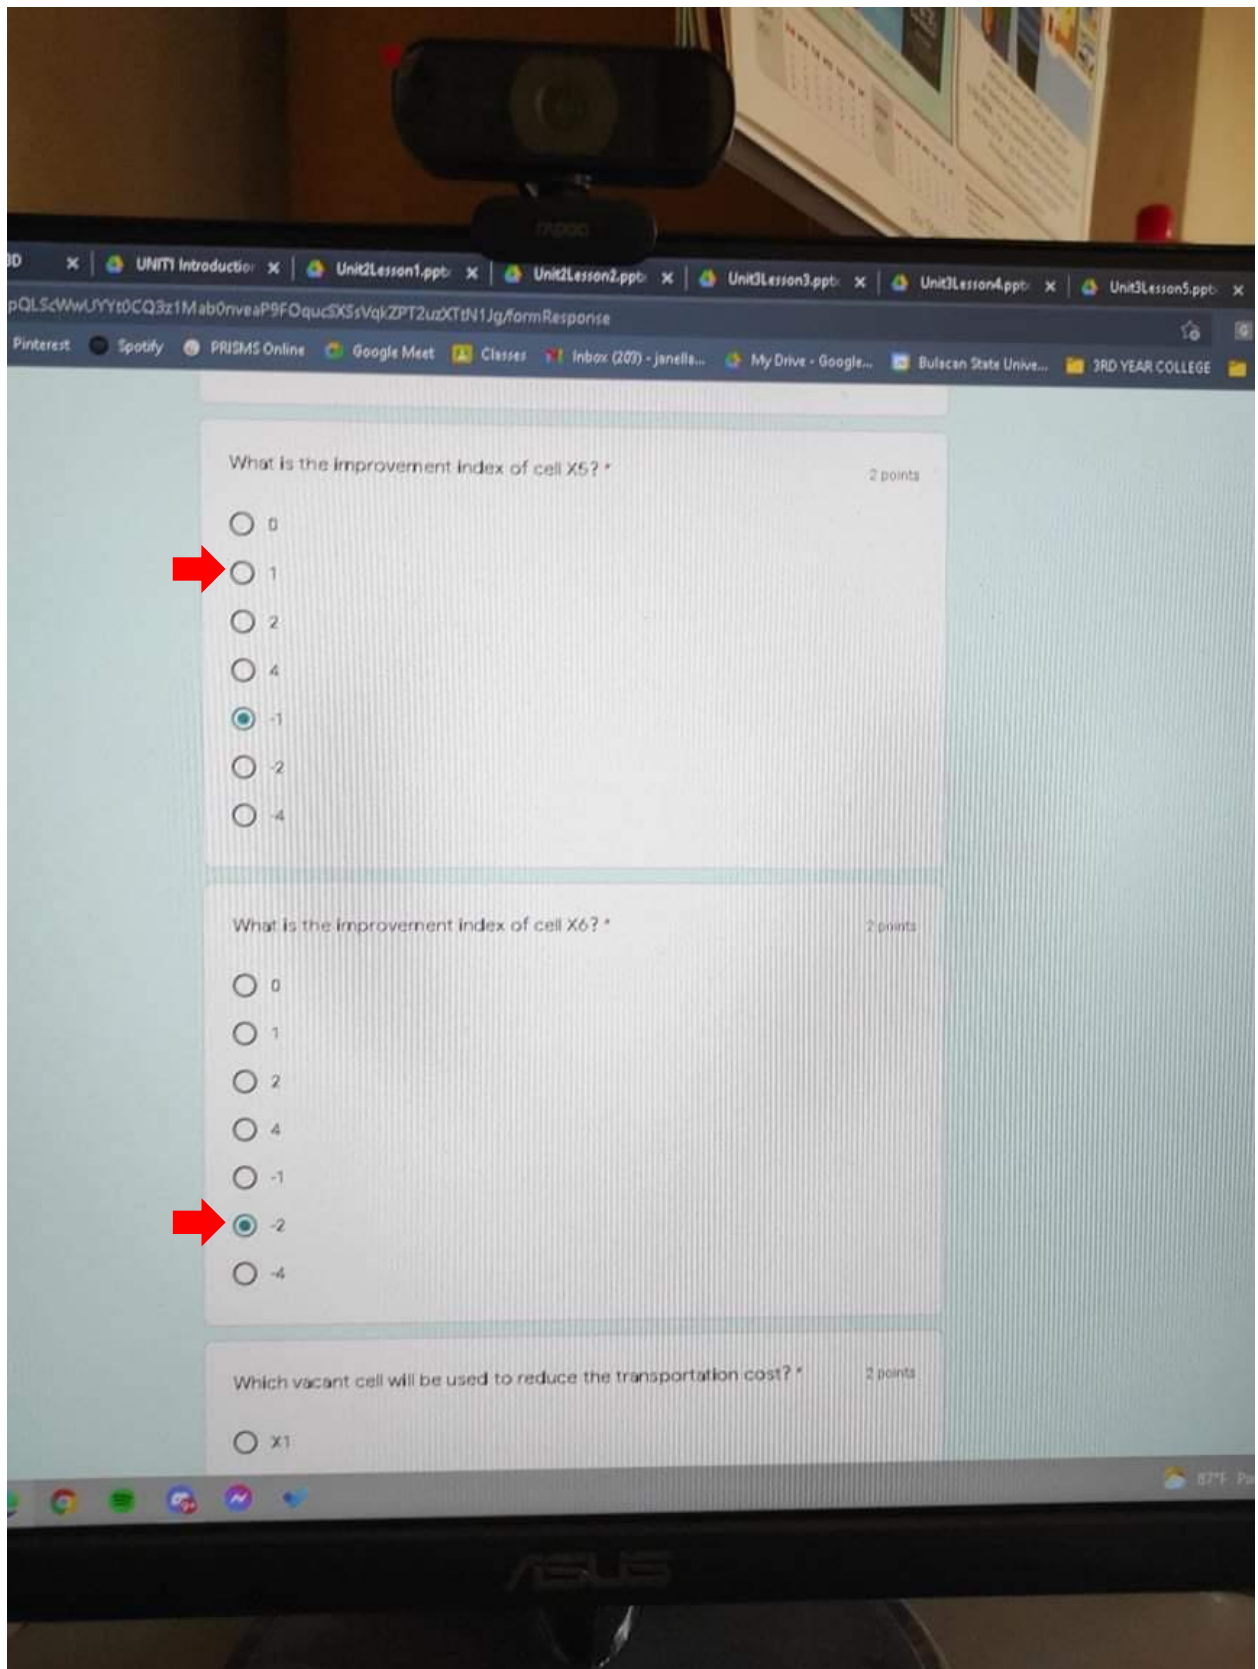 rapoo
3D
UNIT1 Introduction
Unit2Lesson1.ppt
Unit2Lesson2.ppt
Unit3Lesson3.ppt
Unit3Lesson4.ppt
Unit3Lesson5.ppt
Pinterest
Spotify
PRISMS Online
Google Meet
Classes
Inbox (203) - janella...
My Drive - Google...
Bulacan State Unive...
3RD YEAR COLLEGE
What is the improvement index of cell X5? *
2 points
0
1
2
4
-1
-2
-4
What is the improvement index of cell X6? *
2 points
0
1
2
4
-1
-2
-4
Which vacant cell will be used to reduce the transportation cost? *
2 points
X1
87°F
ASUS